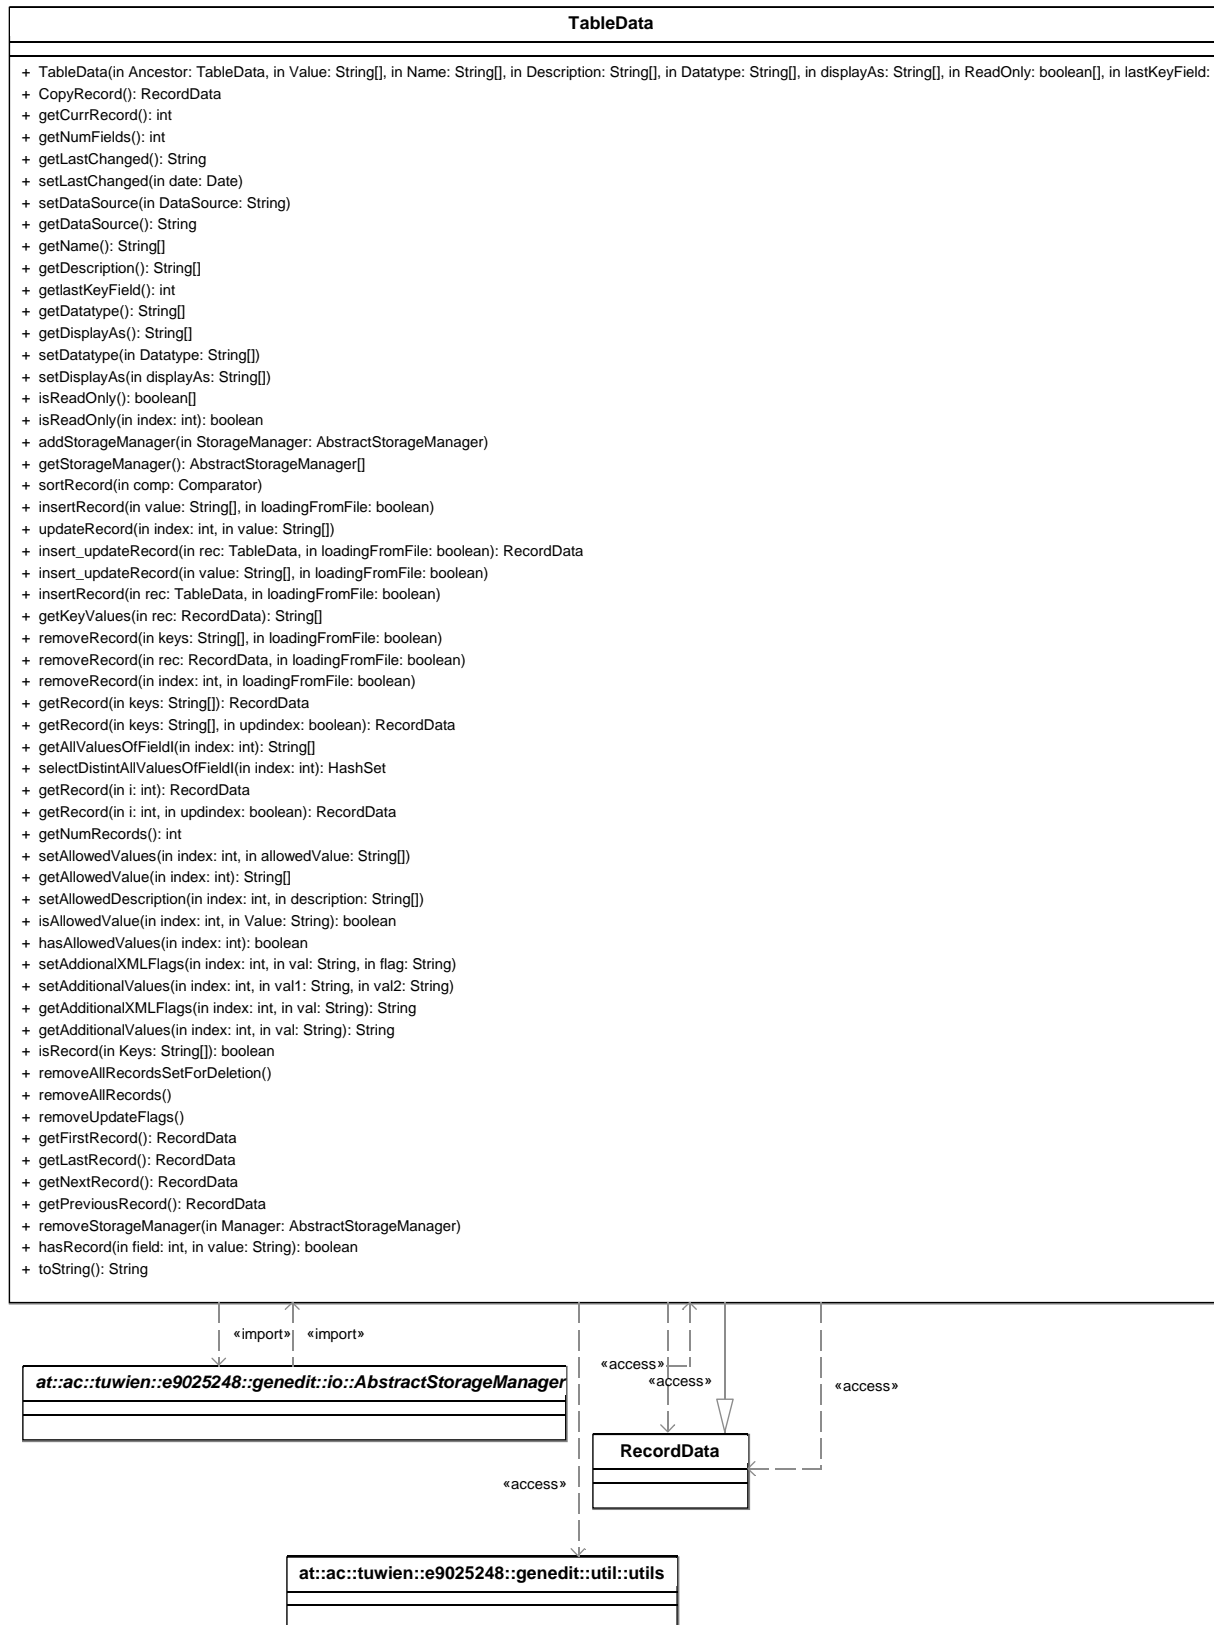 TableData
+ TableData(in Ancestor: TableData, in Value: String[], in Name: String[], in Description: String[], in Datatype: String[], in displayAs: String[], in ReadOnly: boolean[], in lastKeyField:
+ CopyRecord(): RecordData
+ getCurrRecord(): int
+ getNumFields(): int
+ getLastChanged(): String
+ setLastChanged(in date: Date)
+ setDataSource(in DataSource: String)
+ getDataSource(): String
+ getName(): String[]
+ getDescription(): String[]
+ getlastKeyField(): int
+ getDatatype(): String[]
+ getDisplayAs(): String[]
+ setDatatype(in Datatype: String[])
+ setDisplayAs(in displayAs: String[])
+ isReadOnly(): boolean[]
+ isReadOnly(in index: int): boolean
+ addStorageManager(in StorageManager: AbstractStorageManager)
+ getStorageManager(): AbstractStorageManager[]
+ sortRecord(in comp: Comparator)
+ insertRecord(in value: String[], in loadingFromFile: boolean)
+ updateRecord(in index: int, in value: String[])
+ insert_updateRecord(in rec: TableData, in loadingFromFile: boolean): RecordData
+ insert_updateRecord(in value: String[], in loadingFromFile: boolean)
+ insertRecord(in rec: TableData, in loadingFromFile: boolean)
+ getKeyValues(in rec: RecordData): String[]
+ removeRecord(in keys: String[], in loadingFromFile: boolean)
+ removeRecord(in rec: RecordData, in loadingFromFile: boolean)
+ removeRecord(in index: int, in loadingFromFile: boolean)
+ getRecord(in keys: String[]): RecordData
+ getRecord(in keys: String[], in updindex: boolean): RecordData
+ getAllValuesOfFieldI(in index: int): String[]
+ selectDistintAllValuesOfFieldI(in index: int): HashSet
+ getRecord(in i: int): RecordData
+ getRecord(in i: int, in updindex: boolean): RecordData
+ getNumRecords(): int
+ setAllowedValues(in index: int, in allowedValue: String[])
+ getAllowedValue(in index: int): String[]
+ setAllowedDescription(in index: int, in description: String[])
+ isAllowedValue(in index: int, in Value: String): boolean
+ hasAllowedValues(in index: int): boolean
+ setAddionalXMLFlags(in index: int, in val: String, in flag: String)
+ setAdditionalValues(in index: int, in val1: String, in val2: String)
+ getAdditionalXMLFlags(in index: int, in val: String): String
+ getAdditionalValues(in index: int, in val: String): String
+ isRecord(in Keys: String[]): boolean
+ removeAllRecordsSetForDeletion()
+ removeAllRecords()
+ removeUpdateFlags()
+ getFirstRecord(): RecordData
+ getLastRecord(): RecordData
+ getNextRecord(): RecordData
+ getPreviousRecord(): RecordData
+ removeStorageManager(in Manager: AbstractStorageManager)
+ hasRecord(in field: int, in value: String): boolean
+ toString(): String
«import» «import»
«access»
«access»
«access»
at::ac::tuwien::e9025248::genedit::io::AbstractStorageManager
RecordData
«access»
at::ac::tuwien::e9025248::genedit::util::utils